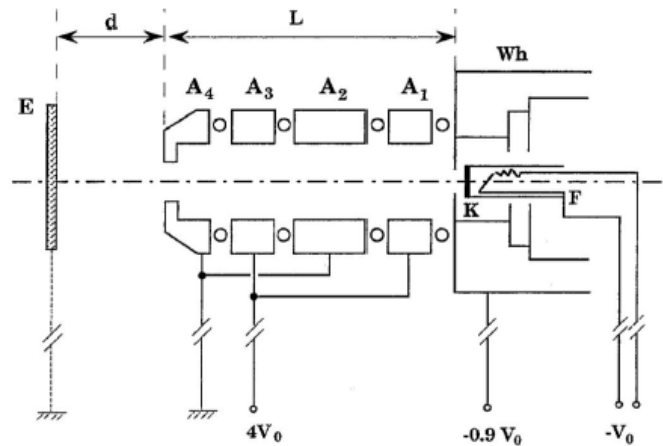 d
L
Wh
E
A₄ A₃ A₂ A₁
K
F
4V₀
-0.9 V₀
-V₀